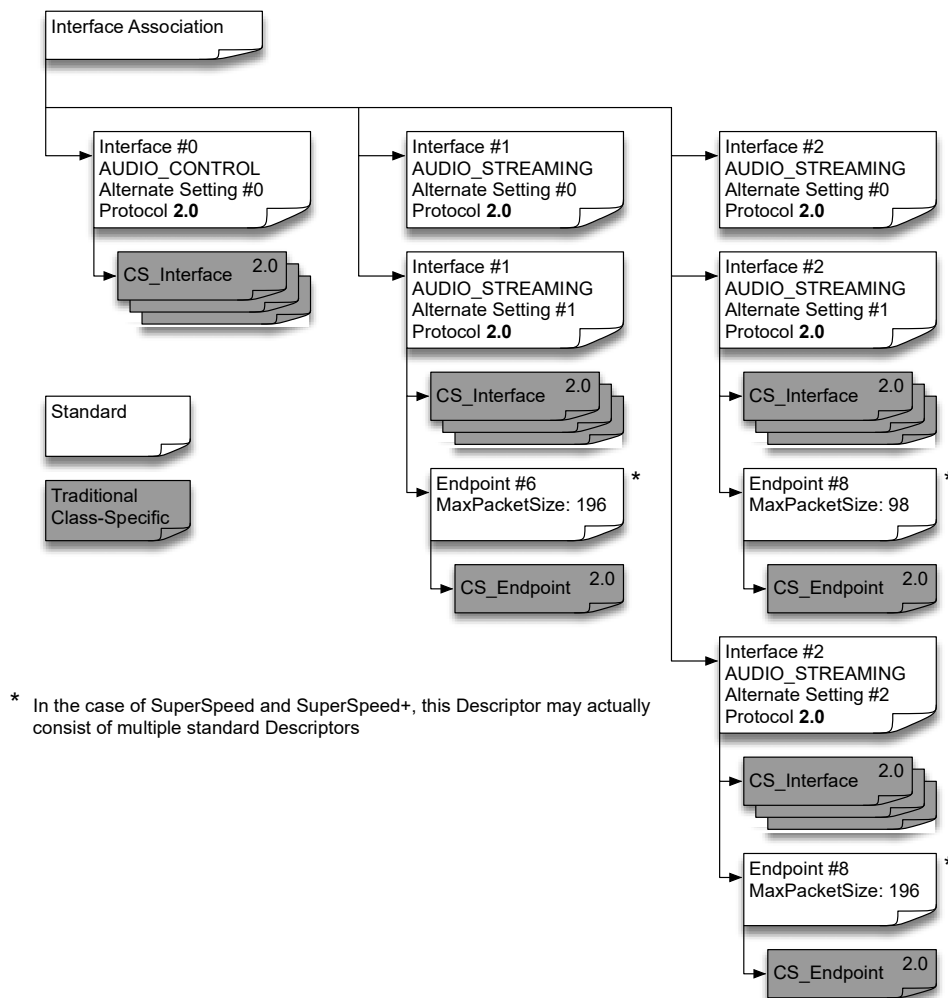 Interface Association
Interface #0
AUDIO_CONTROL
Alternate Setting #0
Protocol 2.0
CS_Interface 2.0
Interface #1
AUDIO_STREAMING
Alternate Setting #0
Protocol 2.0
Interface #1
AUDIO_STREAMING
Alternate Setting #1
Protocol 2.0
CS_Interface 2.0
Endpoint #6
MaxPacketSize: 196
*
CS_Endpoint 2.0
Interface #2
AUDIO_STREAMING
Alternate Setting #0
Protocol 2.0
Interface #2
AUDIO_STREAMING
Alternate Setting #1
Protocol 2.0
CS_Interface 2.0
Endpoint #8
MaxPacketSize: 98
*
CS_Endpoint 2.0
Interface #2
AUDIO_STREAMING
Alternate Setting #2
Protocol 2.0
CS_Interface 2.0
Endpoint #8
MaxPacketSize: 196
*
CS_Endpoint 2.0
Standard
Traditional
Class-Specific
* In the case of SuperSpeed and SuperSpeed+, this Descriptor may actually
consist of multiple standard Descriptors